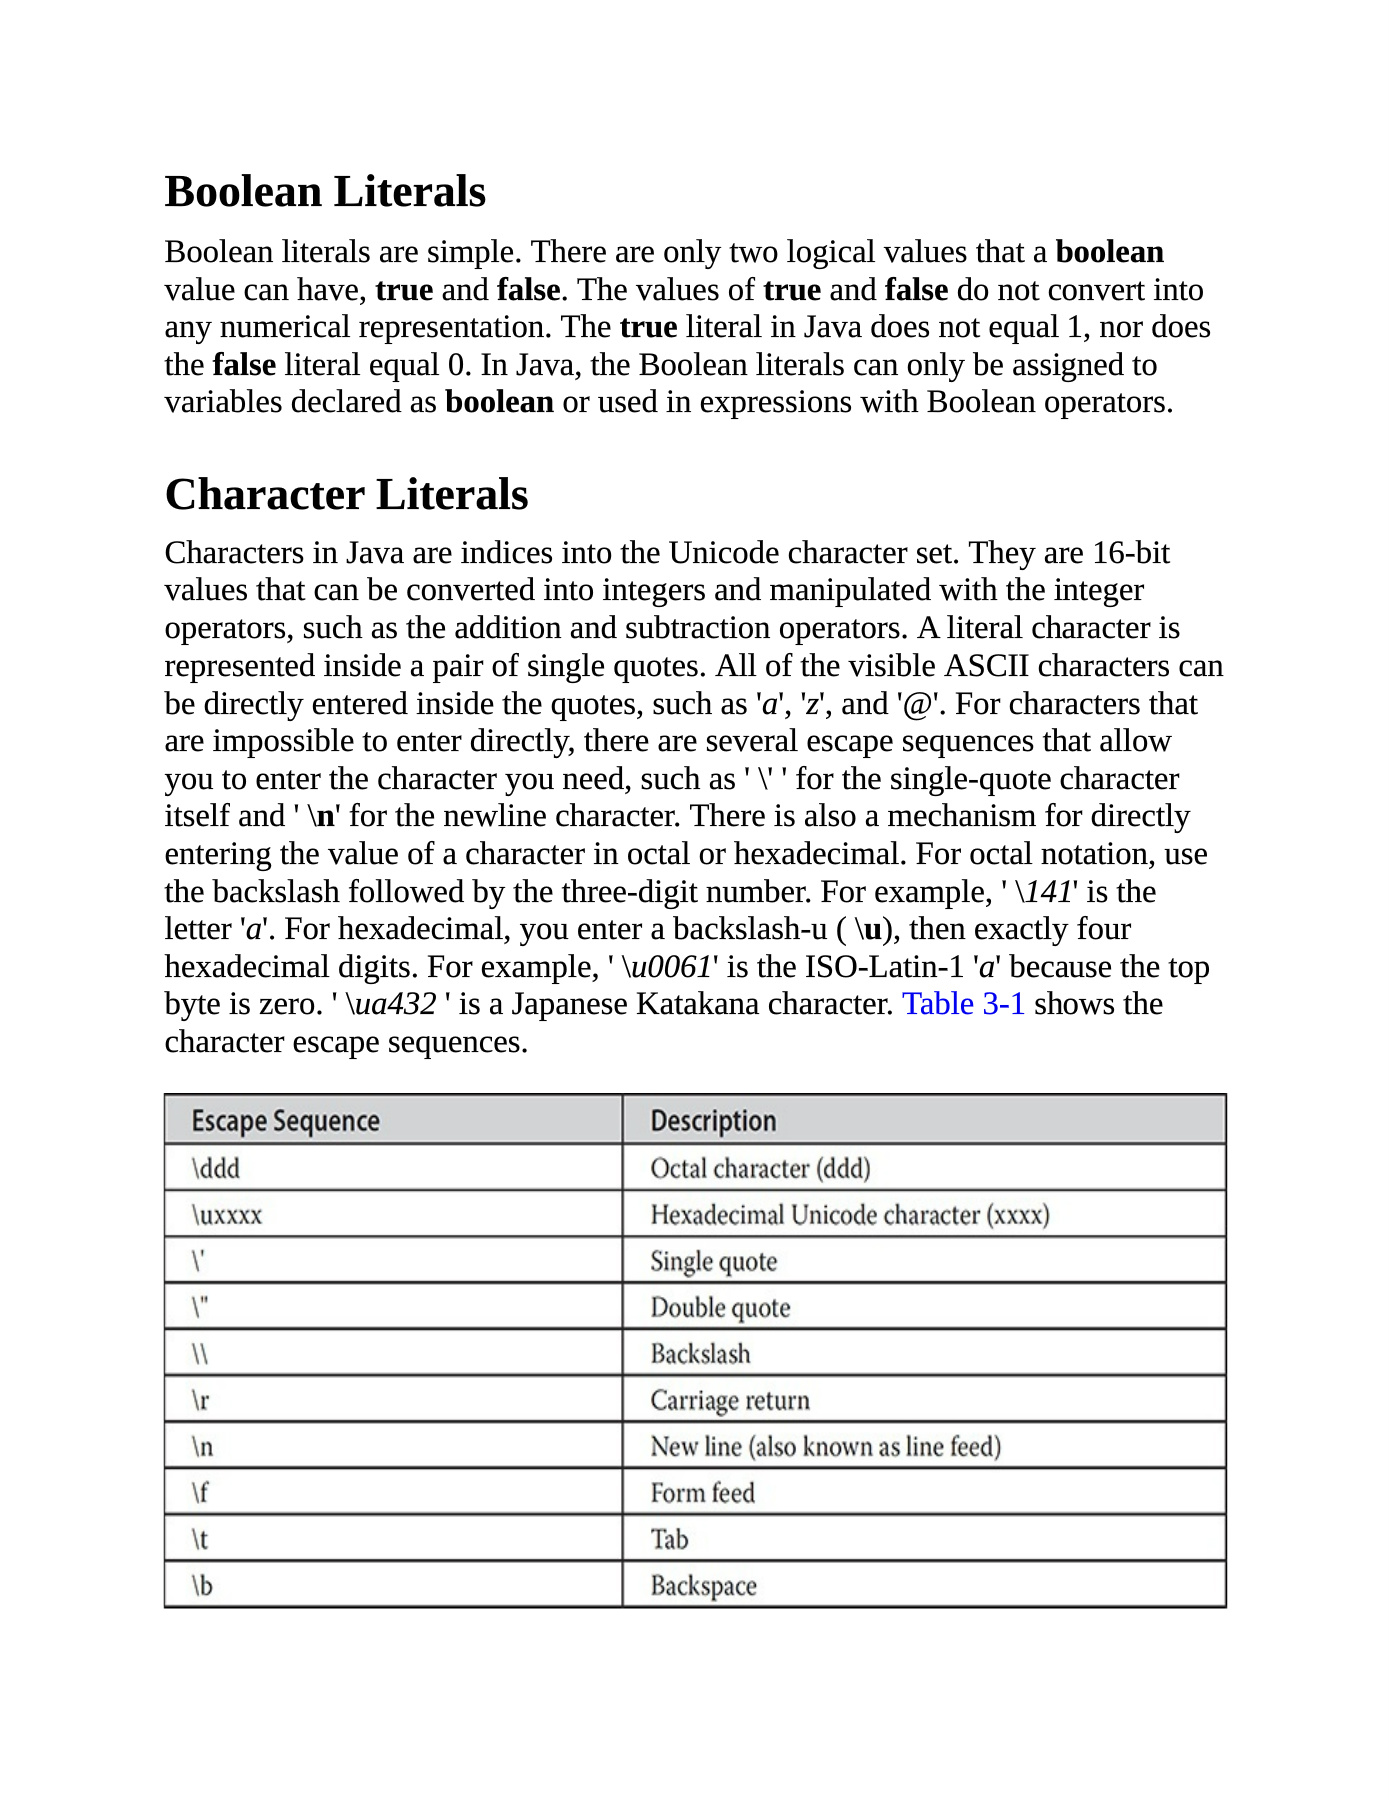 Boolean Literals
Boolean literals are simple. There are only two logical values that a boolean
value can have, true and false. The values of true and false do not convert into
any numerical representation. The true literal in Java does not equal 1, nor does
the false literal equal 0. In Java, the Boolean literals can only be assigned to
variables declared as boolean or used in expressions with Boolean operators.
Character Literals
Characters in Java are indices into the Unicode character set. They are 16-bit
values that can be converted into integers and manipulated with the integer
operators, such as the addition and subtraction operators. A literal character is
represented inside a pair of single quotes. All of the visible ASCII characters can
be directly entered inside the quotes, such as 'a', 'z', and '@'. For characters that
are impossible to enter directly, there are several escape sequences that allow
you to enter the character you need, such as ' \' ' for the single-quote character
itself and ' \n' for the newline character. There is also a mechanism for directly
entering the value of a character in octal or hexadecimal. For octal notation, use
the backslash followed by the three-digit number. For example, ' \141' is the
letter 'a'. For hexadecimal, you enter a backslash-u ( \u), then exactly four
hexadecimal digits. For example, ' \u0061' is the ISO-Latin-1 'a' because the top
byte is zero. ' \ua432 ' is a Japanese Katakana character. Table 3-1 shows the
character escape sequences.
Escape Sequence Description
\ddd Octal character (ddd)
\uxxxx Hexadecimal Unicode character (xxxx)
\' Single quote
\" Double quote
\\ Backslash
\r Carriage return
\n New line (also known as line feed)
\f Form feed
\t Tab
\b Backspace